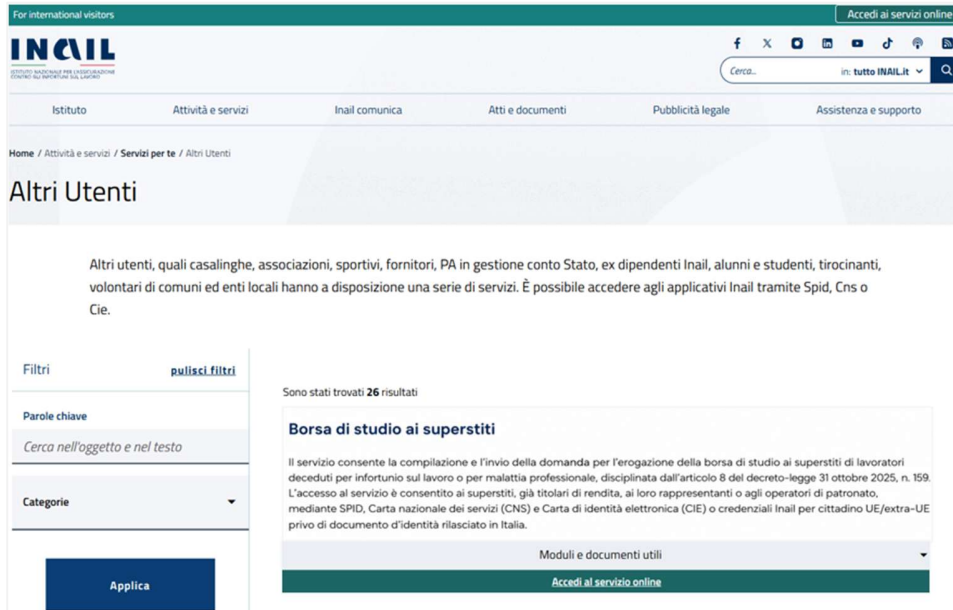 For international visitors
Accedi ai servizi online
INAIL
ISTITUTO NAZIONALE PER L'ASSICURAZIONE
CONTRO GLI INFORTUNI SUL LAVORO
Cerca...
in: tutto INAIL.it
Istituto
Attività e servizi
Inail comunica
Atti e documenti
Pubblicità legale
Assistenza e supporto
Home / Attività e servizi / Servizi per te / Altri Utenti
Altri Utenti
Altri utenti, quali casalinghe, associazioni, sportivi, fornitori, PA in gestione conto Stato, ex dipendenti Inail, alunni e studenti, tirocinanti,
volontari di comuni ed enti locali hanno a disposizione una serie di servizi. È possibile accedere agli applicativi Inail tramite Spid, Cns o
Cie.
Filtri
pulisci filtri
Parole chiave
Cerca nell'oggetto e nel testo
Categorie
Applica
Sono stati trovati 26 risultati
Borsa di studio ai superstiti
Il servizio consente la compilazione e l'invio della domanda per l'erogazione della borsa di studio ai superstiti di lavoratori
deceduti per infortunio sul lavoro o per malattia professionale, disciplinata dall'articolo 8 del decreto-legge 31 ottobre 2025, n. 159.
L'accesso al servizio è consentito ai superstiti, già titolari di rendita, ai loro rappresentanti o agli operatori di patronato,
mediante SPID, Carta nazionale dei servizi (CNS) e Carta di identità elettronica (CIE) o credenziali Inail per cittadino UE/extra-UE
privo di documento d'identità rilasciato in Italia.
Moduli e documenti utili
Accedi al servizio online